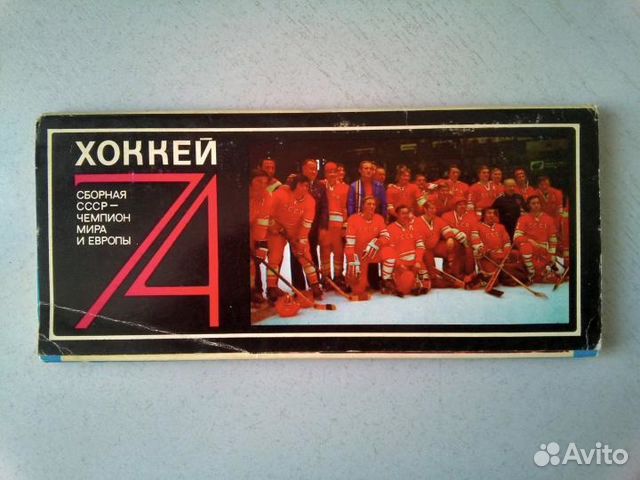 ХОККЕЙ
74
СБОРНАЯ
СССР —
ЧЕМПИОН
МИРА
И ЕВРОПЫ
Avito